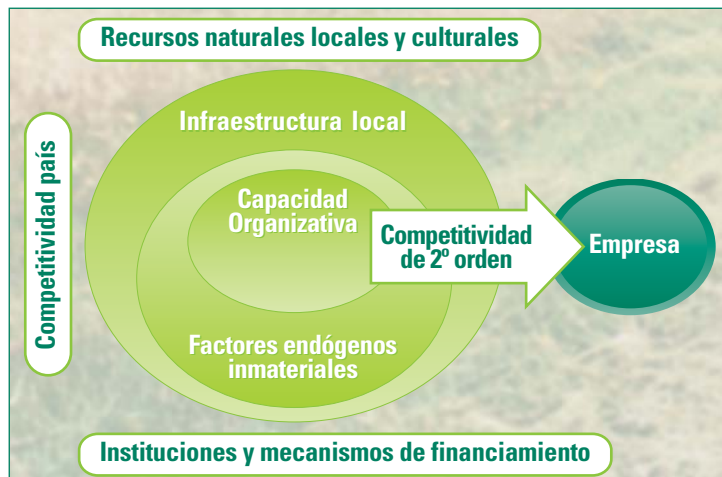 Recursos naturales locales y culturales
Infraestructura local
Competitividad país
Capacidad
Organizativa
Competitividad
de 2º orden
Empresa
Factores endógenos
inmateriales
Instituciones y mecanismos de financiamiento